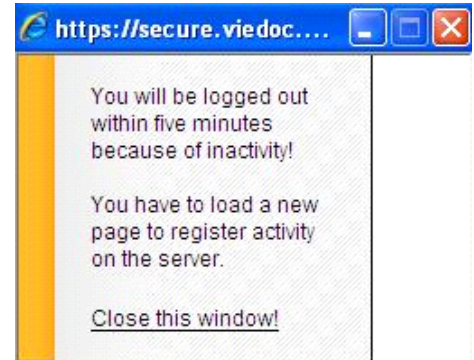 https://secure.viedoc....
You will be logged out
within five minutes
because of inactivity!
You have to load a new
page to register activity
on the server.
Close this window!